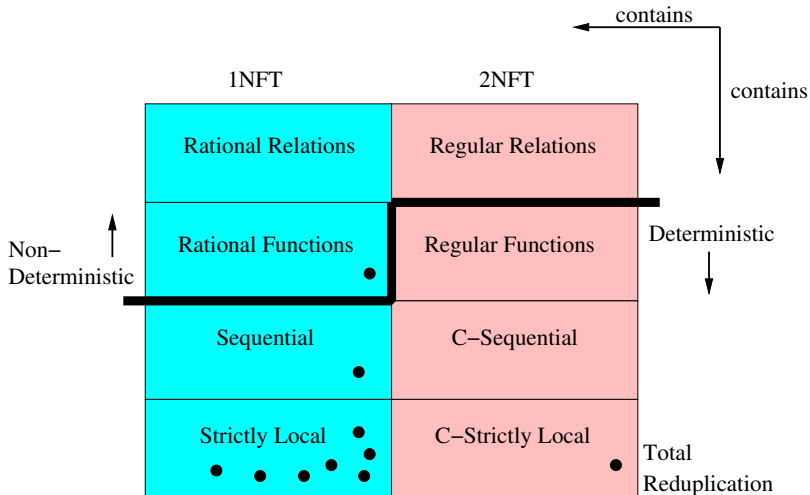 contains
1NFT 2NFT
contains
Rational Relations Regular Relations
Non-
Deterministic
Rational Functions Regular Functions
Deterministic
Sequential C-Sequential
Strictly Local C-Strictly Local
Total
Reduplication